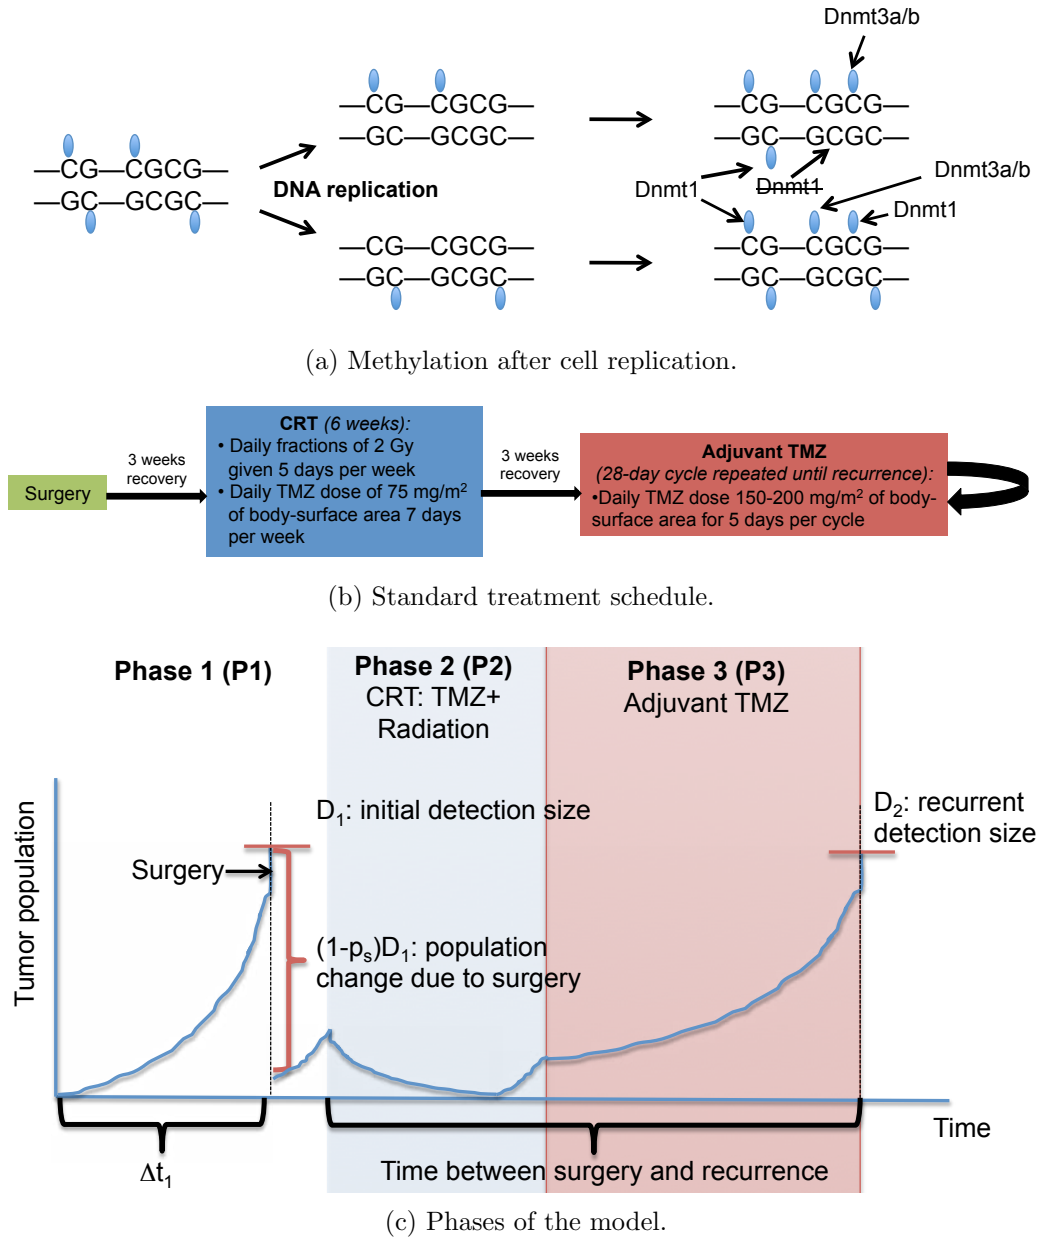 Dnmt3a/b
CG—CGCG
GC—GCGC
CG—CGCG
GC—GCGC
CG—CGCG
GC—GCGC
DNA replication
Dnmt1
Dnmt1
Dnmt3a/b
Dnmt1
CG—CGCG
GC—GCGC
CG—CGCG
GC—GCGC
(a) Methylation after cell replication.
Surgery
3 weeks
recovery
CRT (6 weeks):
• Daily fractions of 2 Gy
given 5 days per week
• Daily TMZ dose of 75 mg/m²
of body-surface area 7 days
per week
3 weeks
recovery
Adjuvant TMZ
(28-day cycle repeated until recurrence):
•Daily TMZ dose 150-200 mg/m² of body-
surface area for 5 days per cycle
(b) Standard treatment schedule.
Phase 1 (P1)
Phase 2 (P2)
CRT: TMZ+
Radiation
Phase 3 (P3)
Adjuvant TMZ
Tumor population
D₁: initial detection size
D₂: recurrent
detection size
Surgery
(1-pₛ)D₁: population
change due to surgery
Time
Δt₁
Time between surgery and recurrence
(c) Phases of the model.